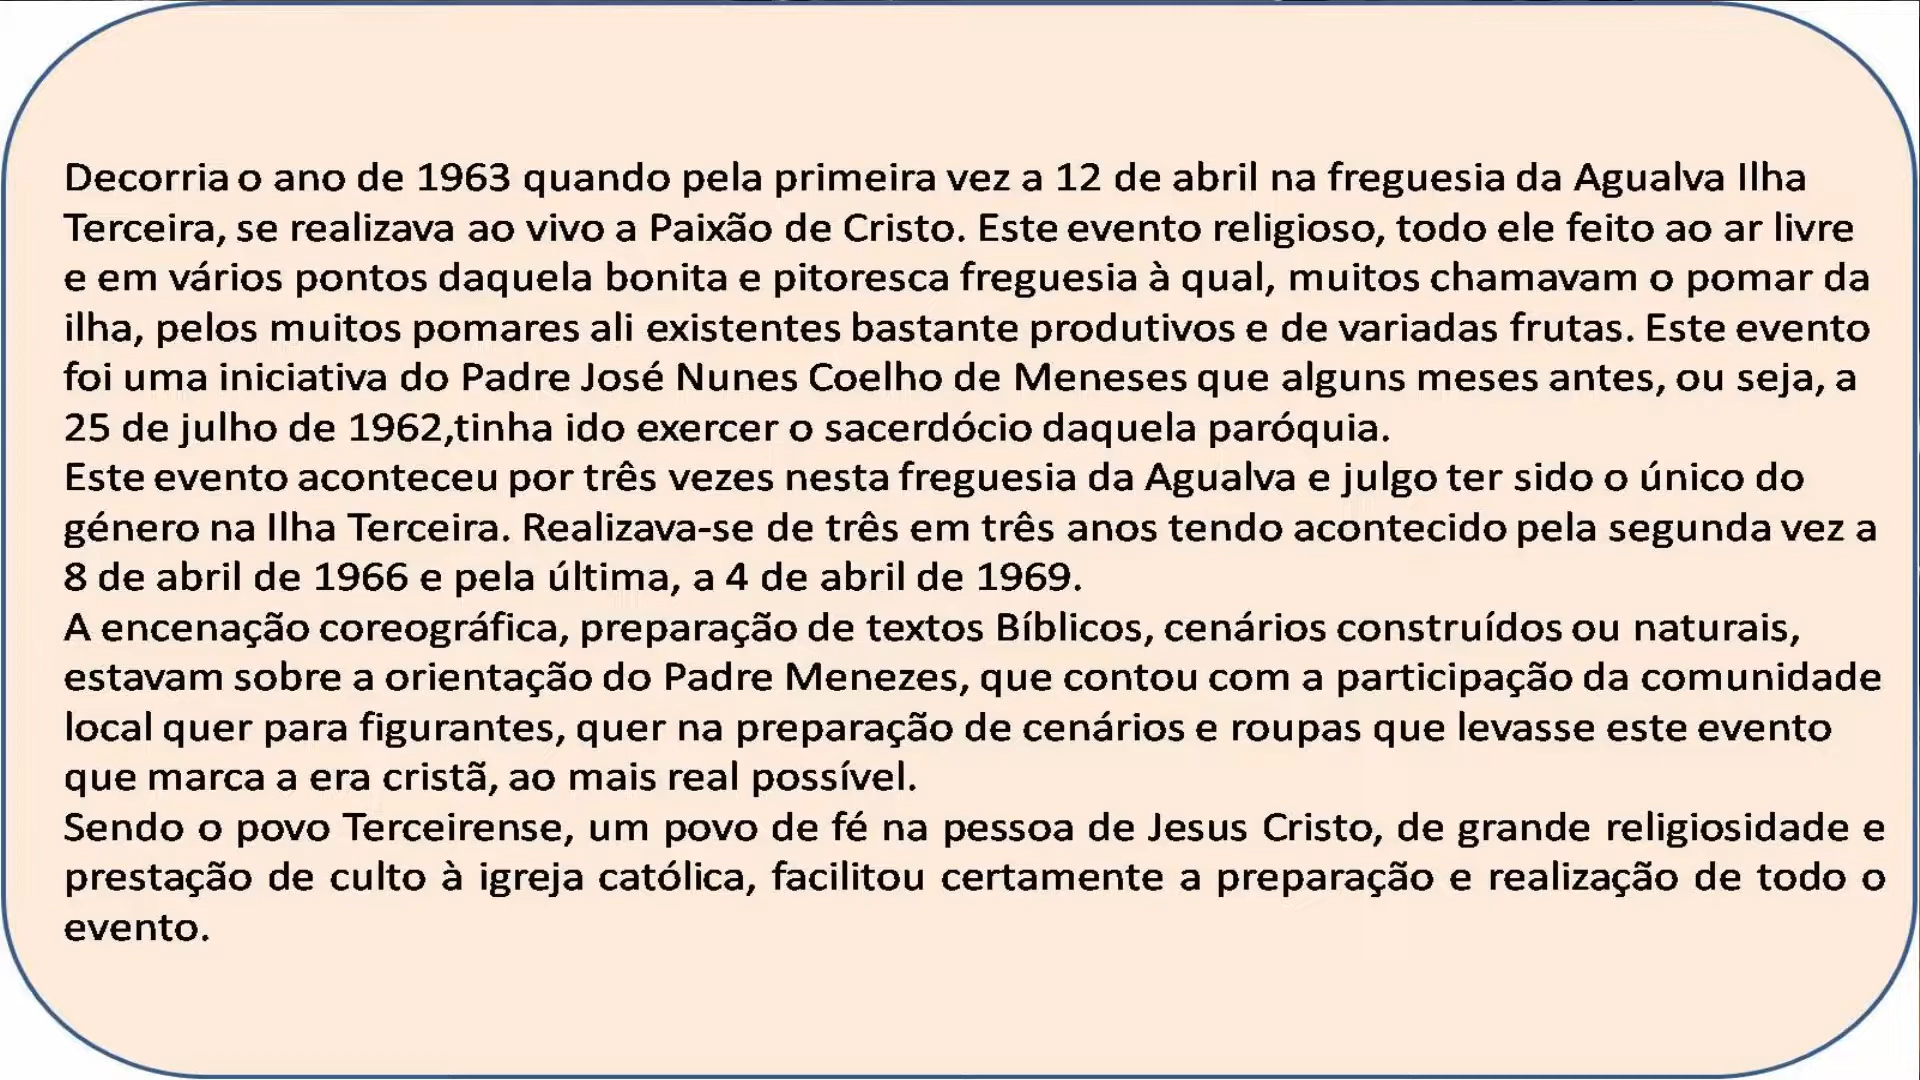 Decorria o ano de 1963 quando pela primeira vez a 12 de abril na freguesia da Agualva Ilha
Terceira, se realizava ao vivo a Paixão de Cristo. Este evento religioso, todo ele feito ao ar livre
e em vários pontos daquela bonita e pitoresca freguesia à qual, muitos chamavam o pomar da
ilha, pelos muitos pomares ali existentes bastante produtivos e de variadas frutas. Este evento
foi uma iniciativa do Padre José Nunes Coelho de Meneses que alguns meses antes, ou seja, a
25 de julho de 1962,tinha ido exercer o sacerdócio daquela paróquia.
Este evento aconteceu por três vezes nesta freguesia da Agualva e julgo ter sido o único do
género na Ilha Terceira. Realizava-se de três em três anos tendo acontecido pela segunda vez a
8 de abril de 1966 e pela última, a 4 de abril de 1969.
A encenação coreográfica, preparação de textos Bíblicos, cenários construídos ou naturais,
estavam sobre a orientação do Padre Menezes, que contou com a participação da comunidade
local quer para figurantes, quer na preparação de cenários e roupas que levasse este evento
que marca a era cristã, ao mais real possível.
Sendo o povo Terceirense, um povo de fé na pessoa de Jesus Cristo, de grande religiosidade e
prestação de culto à igreja católica, facilitou certamente a preparação e realização de todo o
evento.